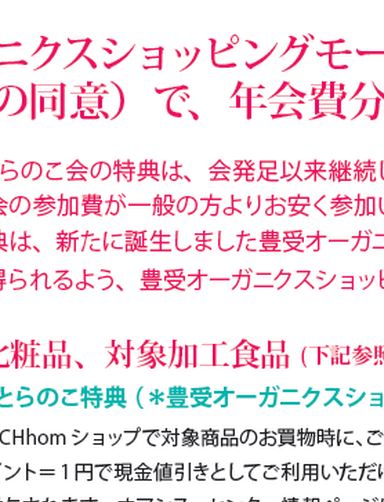 ニクスショッピングモー
の同意）で、年会費分
らのこ会の特典は、会発足以来継続し
会の参加費が一般の方よりお安く参加い
典は、新たに誕生しました豊受オーガニ
得られるよう、豊受オーガニクスショッピ
化粧品、対象加工食品（下記参照
とらのこ特典（＊豊受オーガニクスショ
CHhom ショップで対象商品のお買物時に、ご
イント＝１円で現金値引きとしてご利用いただけ